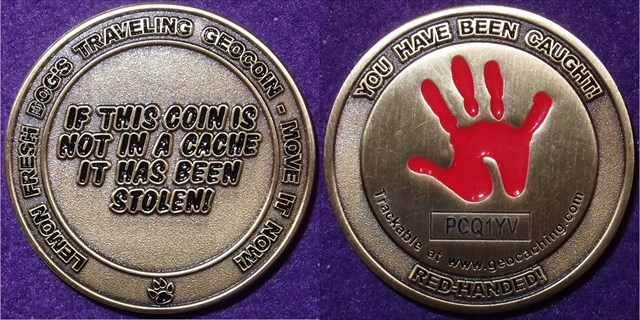 LEMON FRESH DOG'S TRAVELING GEOCOIN - MOVE IT NOW!
IF THIS COIN IS
NOT IN A CACHE
IT HAS BEEN
STOLEN!
YOU HAVE BEEN CAUGHT!
PCQ1YV
Trackable at www.geocaching.com
RED-HANDED!